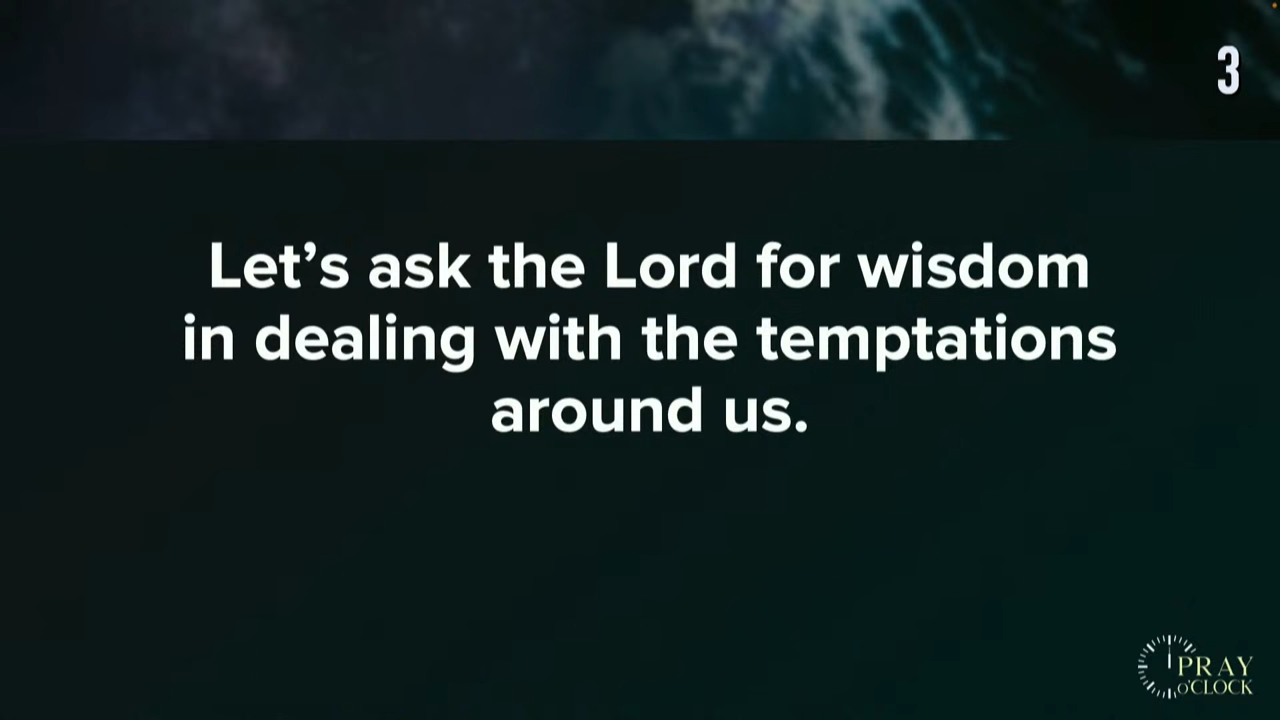 3
Let’s ask the Lord for wisdom
in dealing with the temptations
around us.
PRAY
O'CLOCK